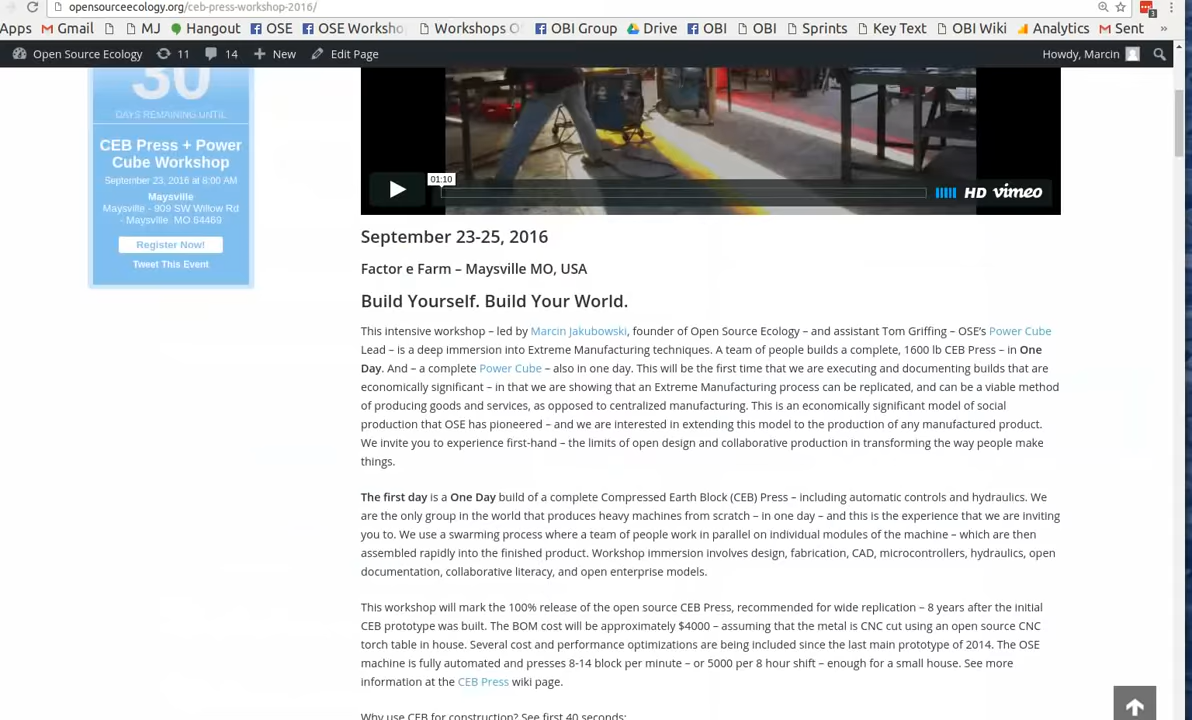 opensourceecology.org/ceb-press-workshop-2016/
Apps Gmail MJ Hangout OSE OSE Worksho Workshops O OBI Group Drive OBI OBI Sprints Key Text OBI Wiki Analytics Sent »
3
Open Source Ecology 11 14 New Edit Page Howdy, Marcin
30
DAYS REMAINING UNTIL
CEB Press + Power
Cube Workshop
September 23, 2016 at 8:00 AM
Maysville
Maysville - 909 SW Willow Rd
- Maysville MO 64469
Register Now!
Tweet This Event
01:10
HD vimeo
September 23-25, 2016
Factor e Farm – Maysville MO, USA
Build Yourself. Build Your World.
This intensive workshop – led by Marcin Jakubowski, founder of Open Source Ecology – and assistant Tom Griffing – OSE's Power Cube
Lead – is a deep immersion into Extreme Manufacturing techniques. A team of people builds a complete, 1600 lb CEB Press – in One
Day. And – a complete Power Cube – also in one day. This will be the first time that we are executing and documenting builds that are
economically significant – in that we are showing that an Extreme Manufacturing process can be replicated, and can be a viable method
of producing goods and services, as opposed to centralized manufacturing. This is an economically significant model of social
production that OSE has pioneered – and we are interested in extending this model to the production of any manufactured product.
We invite you to experience first-hand – the limits of open design and collaborative production in transforming the way people make
things.
The first day is a One Day build of a complete Compressed Earth Block (CEB) Press – including automatic controls and hydraulics. We
are the only group in the world that produces heavy machines from scratch – in one day – and this is the experience that we are inviting
you to. We use a swarming process where a team of people work in parallel on individual modules of the machine – which are then
assembled rapidly into the finished product. Workshop immersion involves design, fabrication, CAD, microcontrollers, hydraulics, open
documentation, collaborative literacy, and open enterprise models.
This workshop will mark the 100% release of the open source CEB Press, recommended for wide replication – 8 years after the initial
CEB prototype was built. The BOM cost will be approximately $4000 – assuming that the metal is CNC cut using an open source CNC
torch table in house. Several cost and performance optimizations are being included since the last main prototype of 2014. The OSE
machine is fully automated and presses 8-14 block per minute – or 5000 per 8 hour shift – enough for a small house. See more
information at the CEB Press wiki page.
Why use CEB for construction? See first 40 seconds: